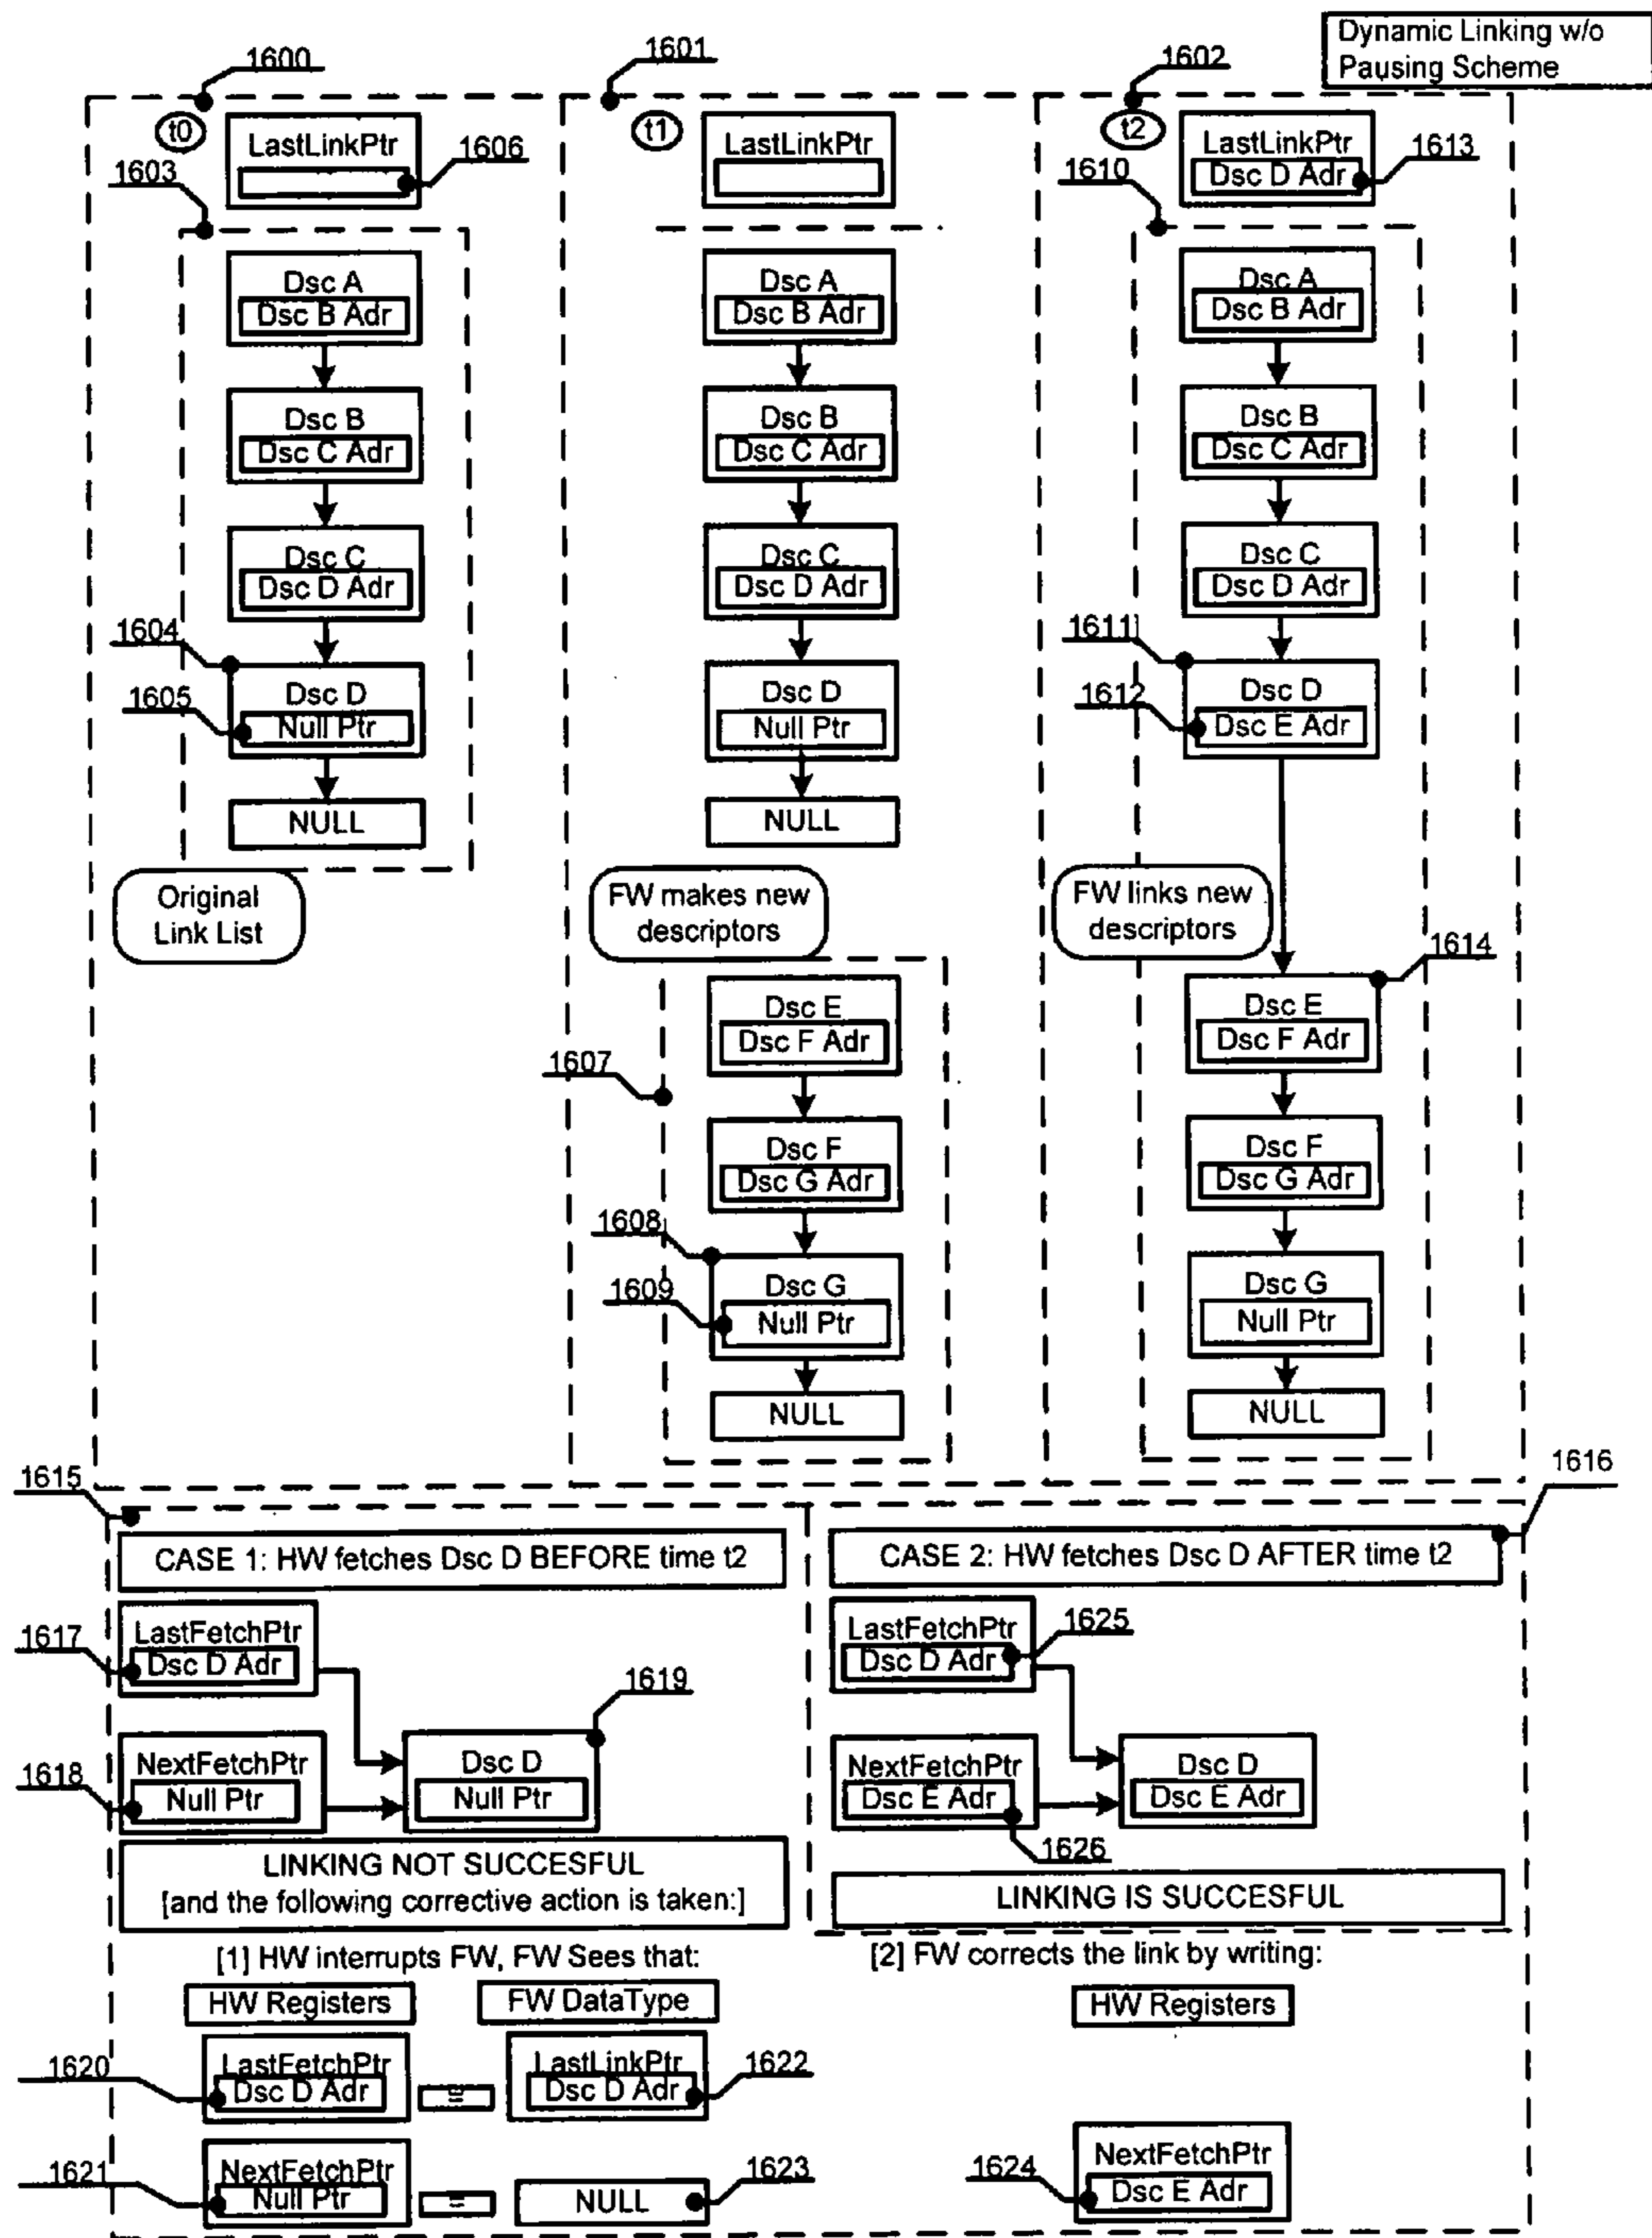 Dynamic Linking w/o
Pausing Scheme
1600
1601
1602
t0
LastLinkPtr
1606
1603
Dsc A
Dsc B Adr
Dsc B
Dsc C Adr
Dsc C
Dsc D Adr
1604
Dsc D
1605
Null Ptr
NULL
Original
Link List
t1
LastLinkPtr
Dsc A
Dsc B Adr
Dsc B
Dsc C Adr
Dsc C
Dsc D Adr
Dsc D
Null Ptr
NULL
FW makes new
descriptors
Dsc E
Dsc F Adr
1607
Dsc F
Dsc G Adr
1608
Dsc G
1609
Null Ptr
NULL
t2
LastLinkPtr
Dsc D Adr
1613
1610
Dsc A
Dsc B Adr
Dsc B
Dsc C Adr
Dsc C
Dsc D Adr
1611
Dsc D
1612
Dsc E Adr
FW links new
descriptors
1614
Dsc E
Dsc F Adr
Dsc F
Dsc G Adr
Dsc G
Null Ptr
NULL
1615
1616
CASE 1: HW fetches Dsc D BEFORE time t2
LastFetchPtr
1617
Dsc D Adr
1619
NextFetchPtr
Dsc D
1618
Null Ptr
Null Ptr
LINKING NOT SUCCESFUL
[and the following corrective action is taken:]
CASE 2: HW fetches Dsc D AFTER time t2
LastFetchPtr
1625
Dsc D Adr
NextFetchPtr
Dsc D
Dsc E Adr
Dsc E Adr
1626
LINKING IS SUCCESFUL
[1] HW interrupts FW, FW Sees that:
HW Registers
FW DataType
LastFetchPtr
LastLinkPtr
1620
Dsc D Adr
=
Dsc D Adr
1622
NextFetchPtr
1621
Null Ptr
=
NULL
1623
[2] FW corrects the link by writing:
HW Registers
NextFetchPtr
1624
Dsc E Adr